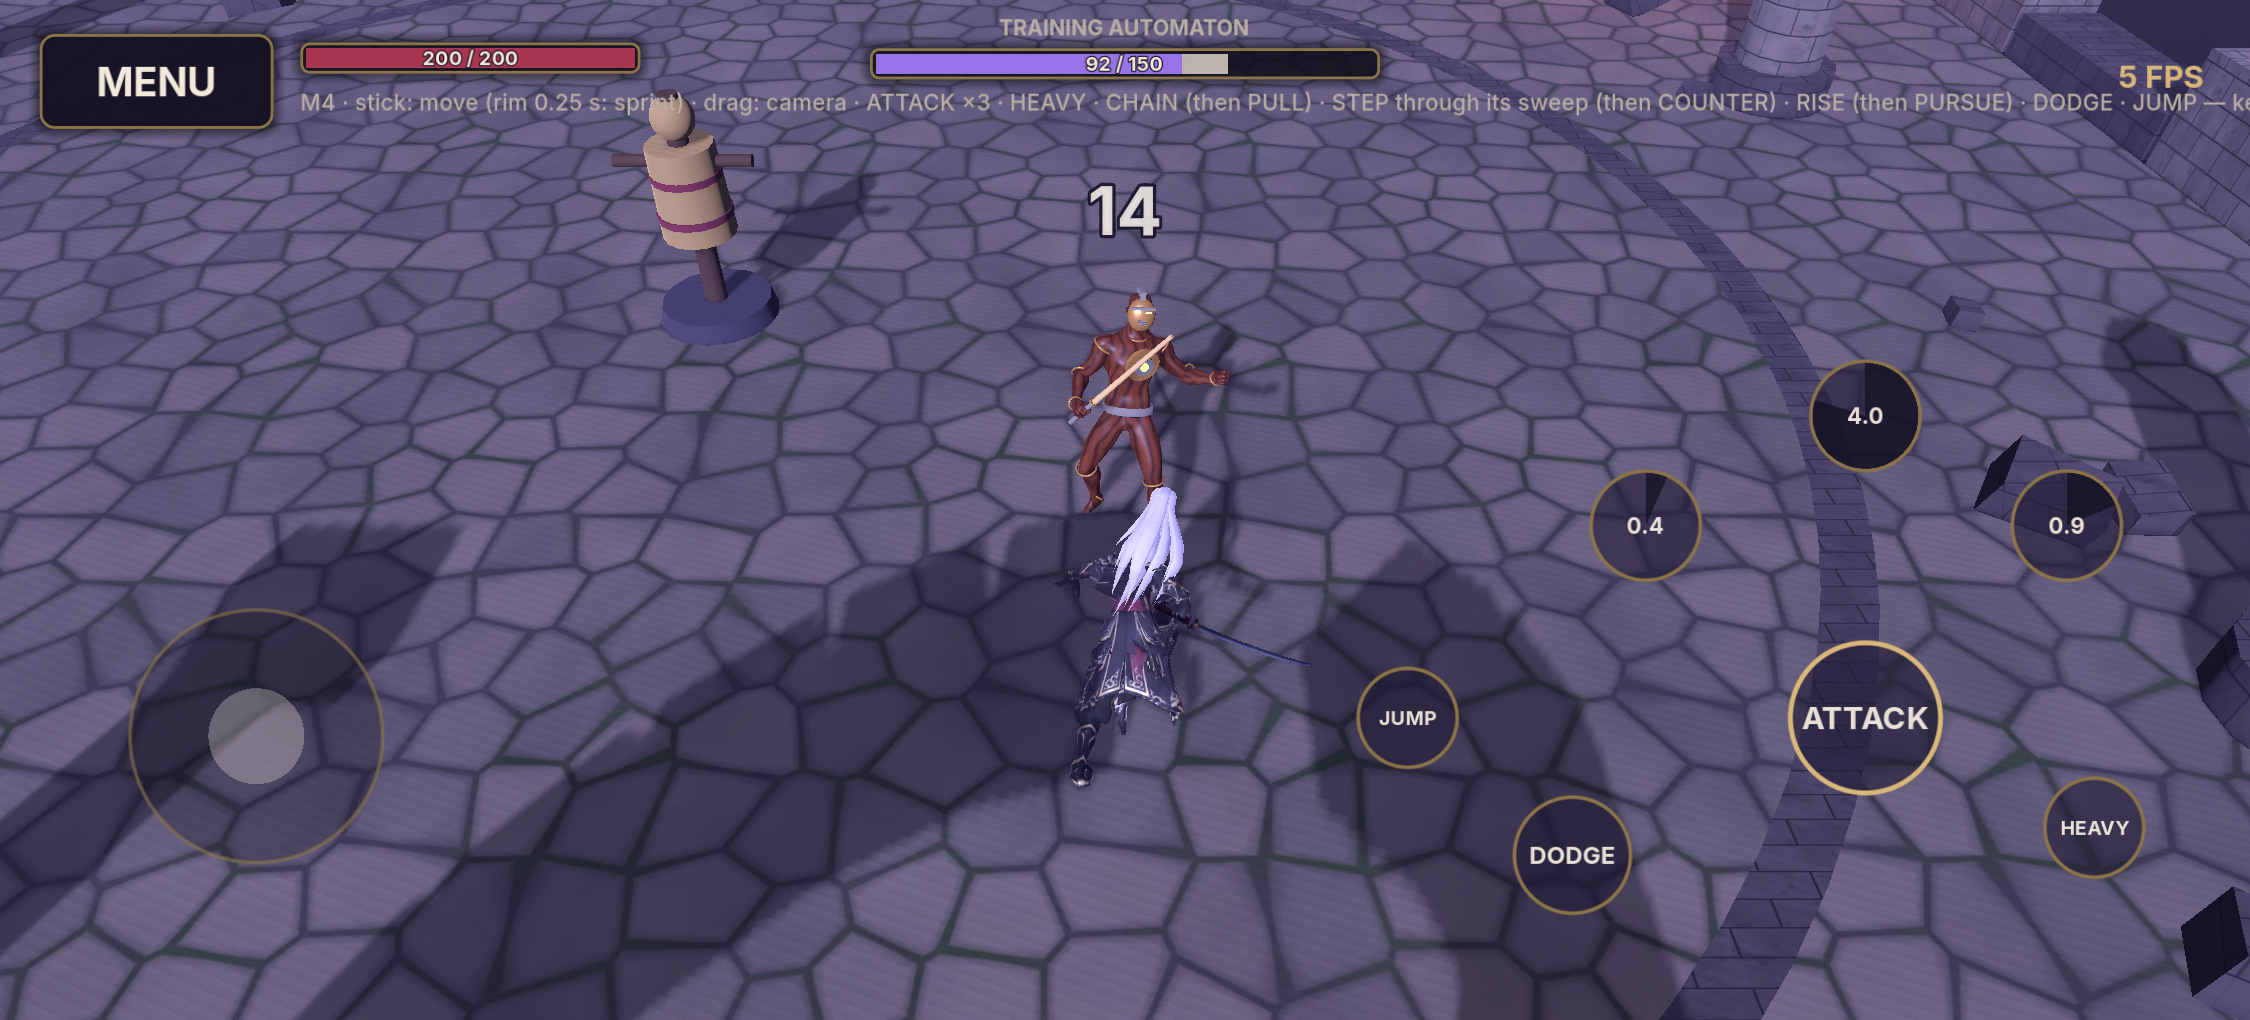 TRAINING AUTOMATON
MENU
200 / 200
92 / 150
5 FPS
M4 · stick: move (rim 0.25 s: sprint) · drag: camera · ATTACK ×3 · HEAVY · CHAIN (then PULL) · STEP through its sweep (then COUNTER) · RISE (then PURSUE) · DODGE · JUMP —
14
4.0
0.4
0.9
JUMP
ATTACK
HEAVY
DODGE